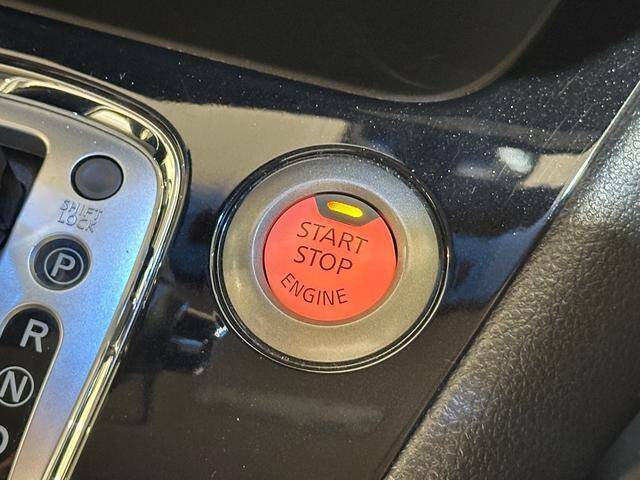 SHIFT
LOCK
P
R
N
D
START
STOP
ENGINE